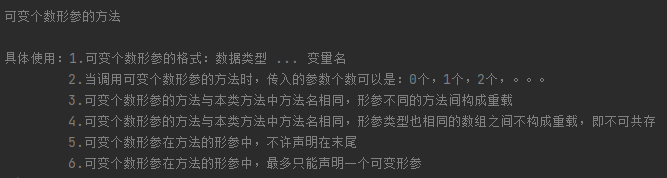 可变个数形参的方法
具体使用：1.可变个数形参的格式：数据类型 ... 变量名
2.当调用可变个数形参的方法时，传入的参数个数可以是：0个，1个，2个，。。。
3.可变个数形参的方法与本类方法中方法名相同，形参不同的方法间构成重载
4.可变个数形参的方法与本类方法中方法名相同，形参类型也相同的数组之间不构成重载，即不可共存
5.可变个数形参在方法的形参中，不许声明在末尾
6.可变个数形参在方法的形参中，最多只能声明一个可变形参